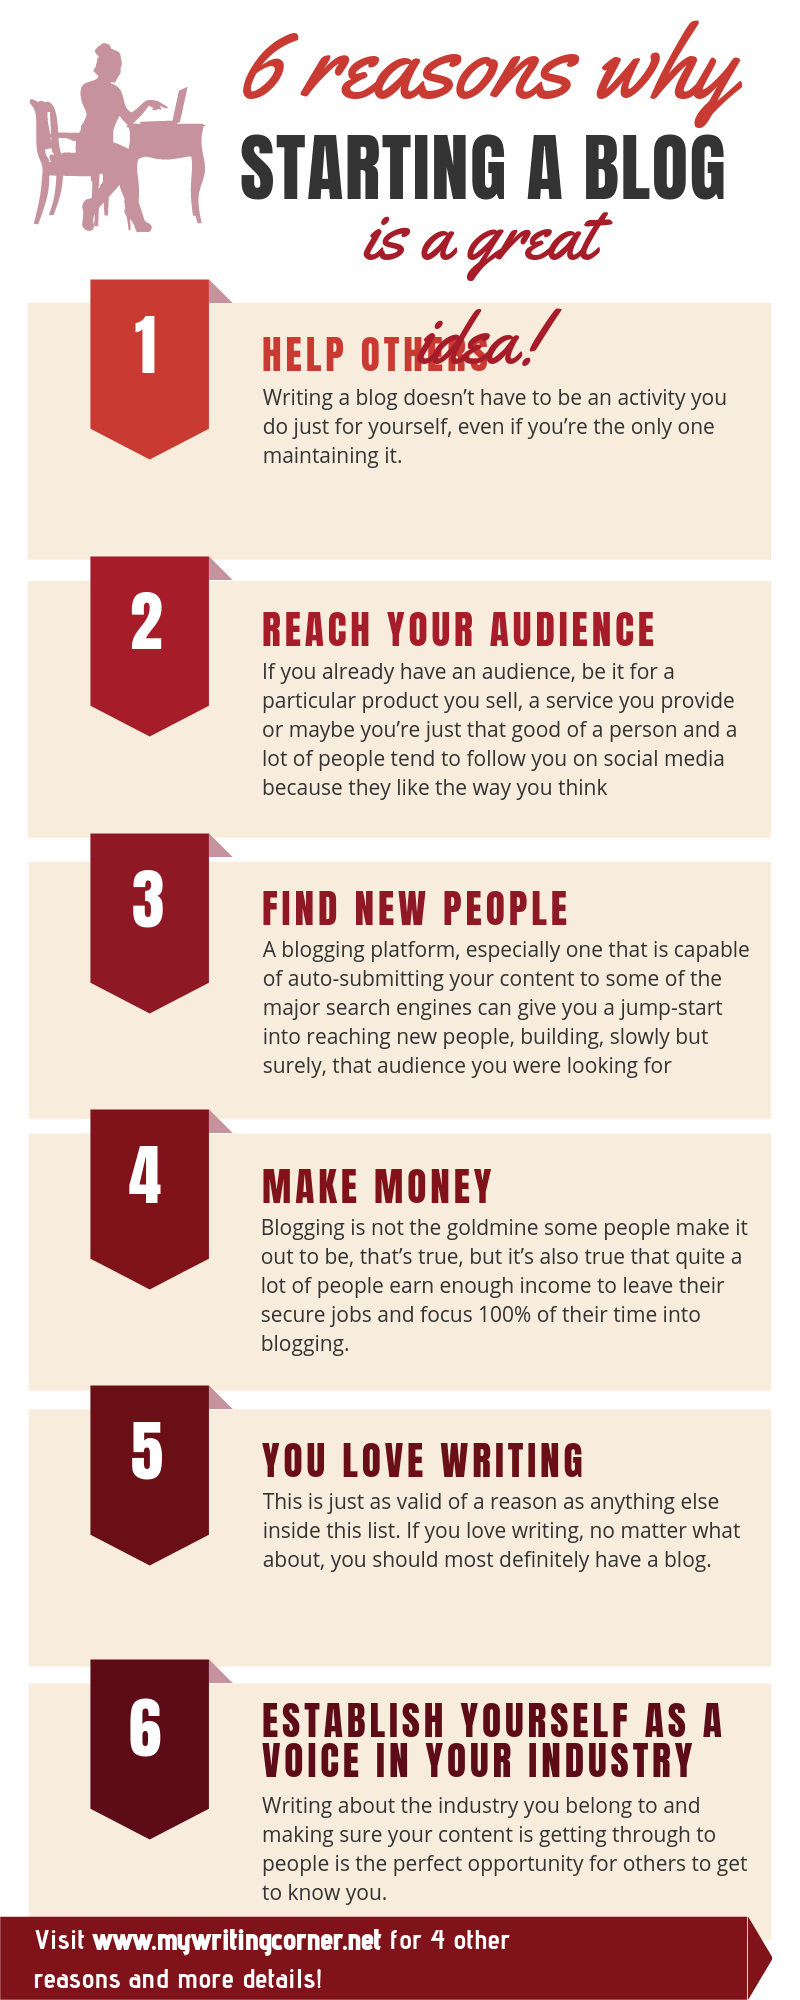 6 reasons why
STARTING A BLOG
is a great
idea!
1
HELP OTHERS
Writing a blog doesn’t have to be an activity you
do just for yourself, even if you’re the only one
maintaining it.
2
REACH YOUR AUDIENCE
If you already have an audience, be it for a
particular product you sell, a service you provide
or maybe you’re just that good of a person and a
lot of people tend to follow you on social media
because they like the way you think
3
FIND NEW PEOPLE
A blogging platform, especially one that is capable
of auto-submitting your content to some of the
major search engines can give you a jump-start
into reaching new people, building, slowly but
surely, that audience you were looking for
4
MAKE MONEY
Blogging is not the goldmine some people make it
out to be, that’s true, but it’s also true that quite a
lot of people earn enough income to leave their
secure jobs and focus 100% of their time into
blogging.
5
YOU LOVE WRITING
This is just as valid of a reason as anything else
inside this list. If you love writing, no matter what
about, you should most definitely have a blog.
6
ESTABLISH YOURSELF AS A
VOICE IN YOUR INDUSTRY
Writing about the industry you belong to and
making sure your content is getting through to
people is the perfect opportunity for others to get
to know you.
Visit www.mywritingcorner.net for 4 other
reasons and more details!